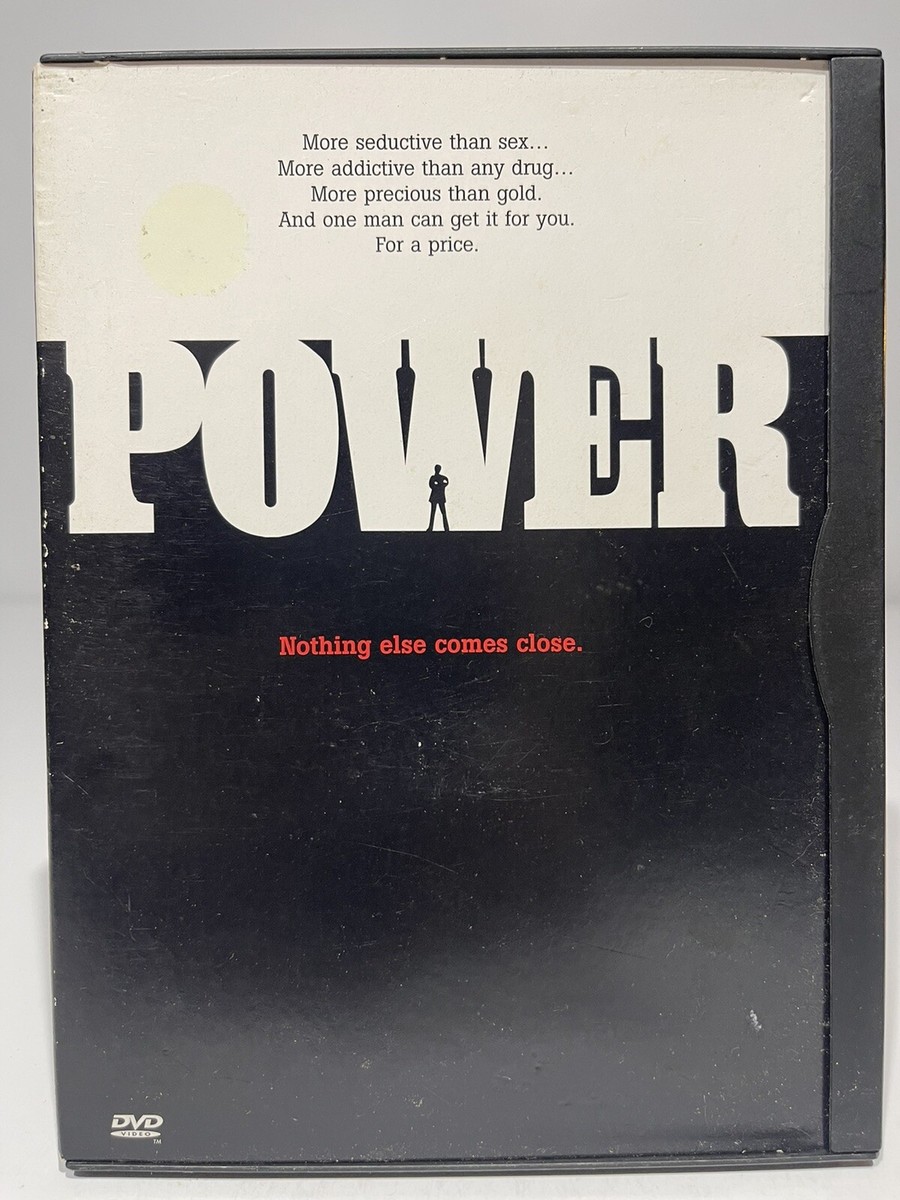 More seductive than sex...
More addictive than any drug...
More precious than gold.
And one man can get it for you.
For a price.
POWER
Nothing else comes close.
DVD
VIDEO
TM